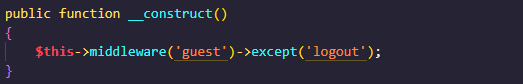 public function __construct()
{
    $this->middleware('guest')->except('logout');
}